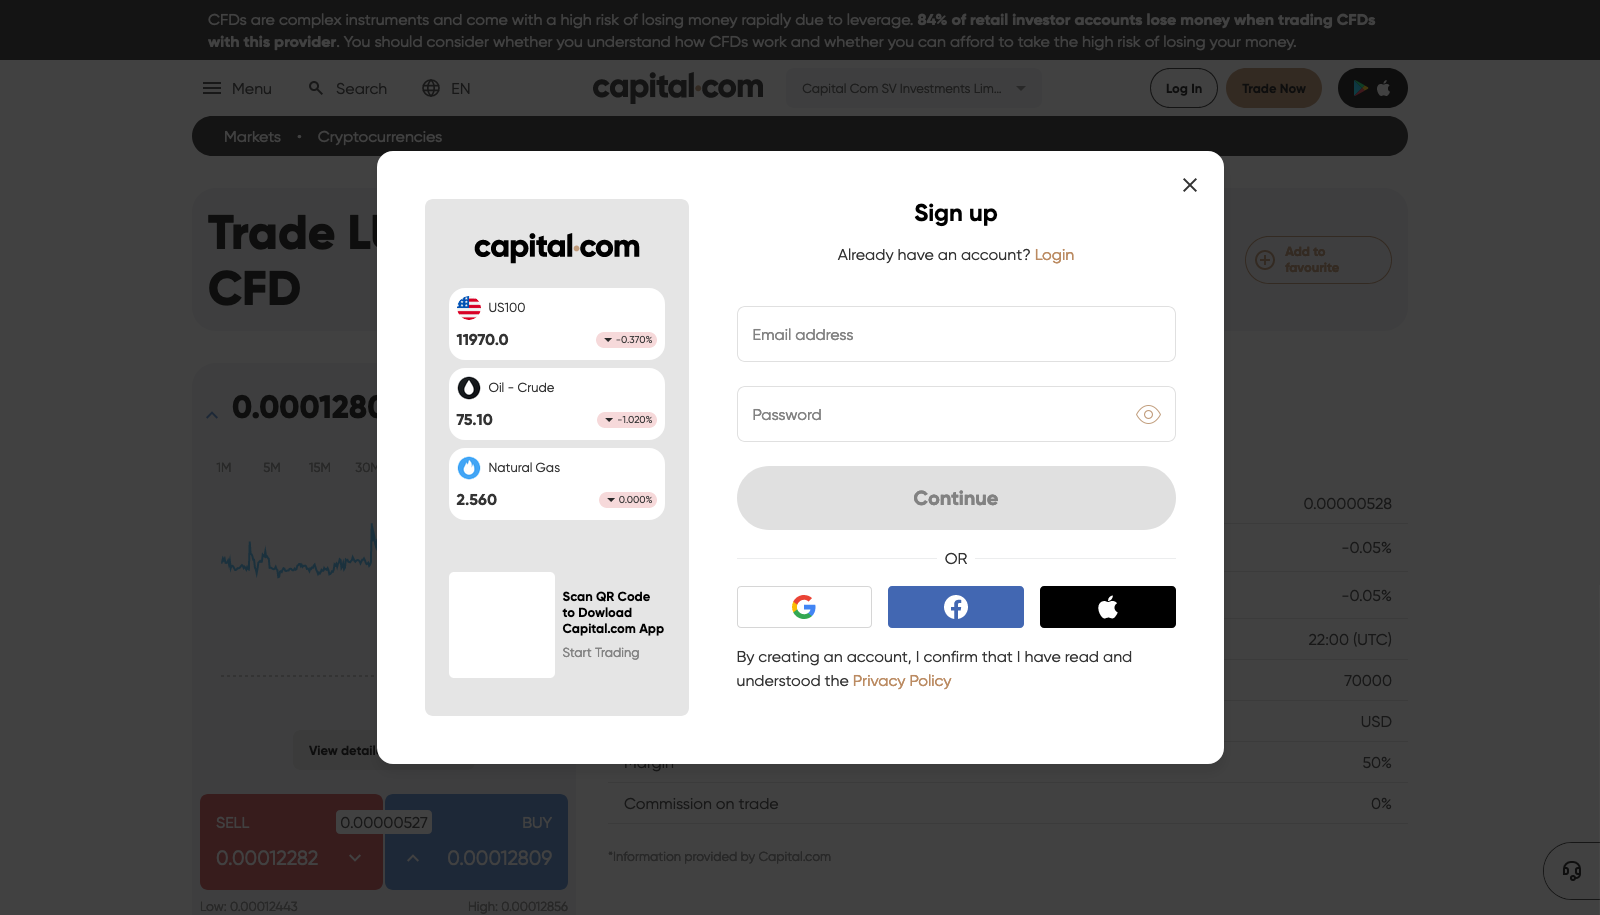 CFDs are complex instruments and come with a high risk of losing money rapidly due to leverage. 84% of retail investor accounts lose money when trading CFDs
with this provider. You should consider whether you understand how CFDs work and whether you can afford to take the high risk of losing your money.
Menu Search EN capital.com Capital Com SV Investments Lim... Log In Trade Now
Markets • Cryptocurrencies
Trade
CFD
Add to
favourite
0.0001280
1M 5M 15M 30M
View detail
SELL 0.00000527 BUY
0.00012282 0.00012809
Low: 0.00012443 High: 0.00012856
capital.com
US100
11970.0 -0.370%
Oil - Crude
75.10 -1.020%
Natural Gas
2.560 0.000%
Scan QR Code
to Dowload
Capital.com App
Start Trading
Sign up
Already have an account? Login
Email address
Password
Continue
OR
By creating an account, I confirm that I have read and
understood the Privacy Policy
0.00000528
-0.05%
-0.05%
22:00 (UTC)
70000
USD
Margin 50%
Commission on trade 0%
*Information provided by Capital.com